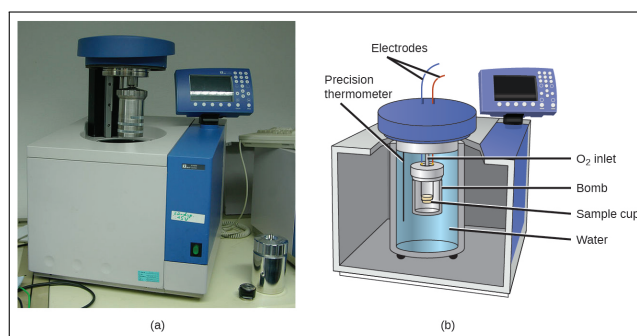 Electrodes
Precision
thermometer
O₂ inlet
Bomb
Sample cup
Water
(a)
(b)